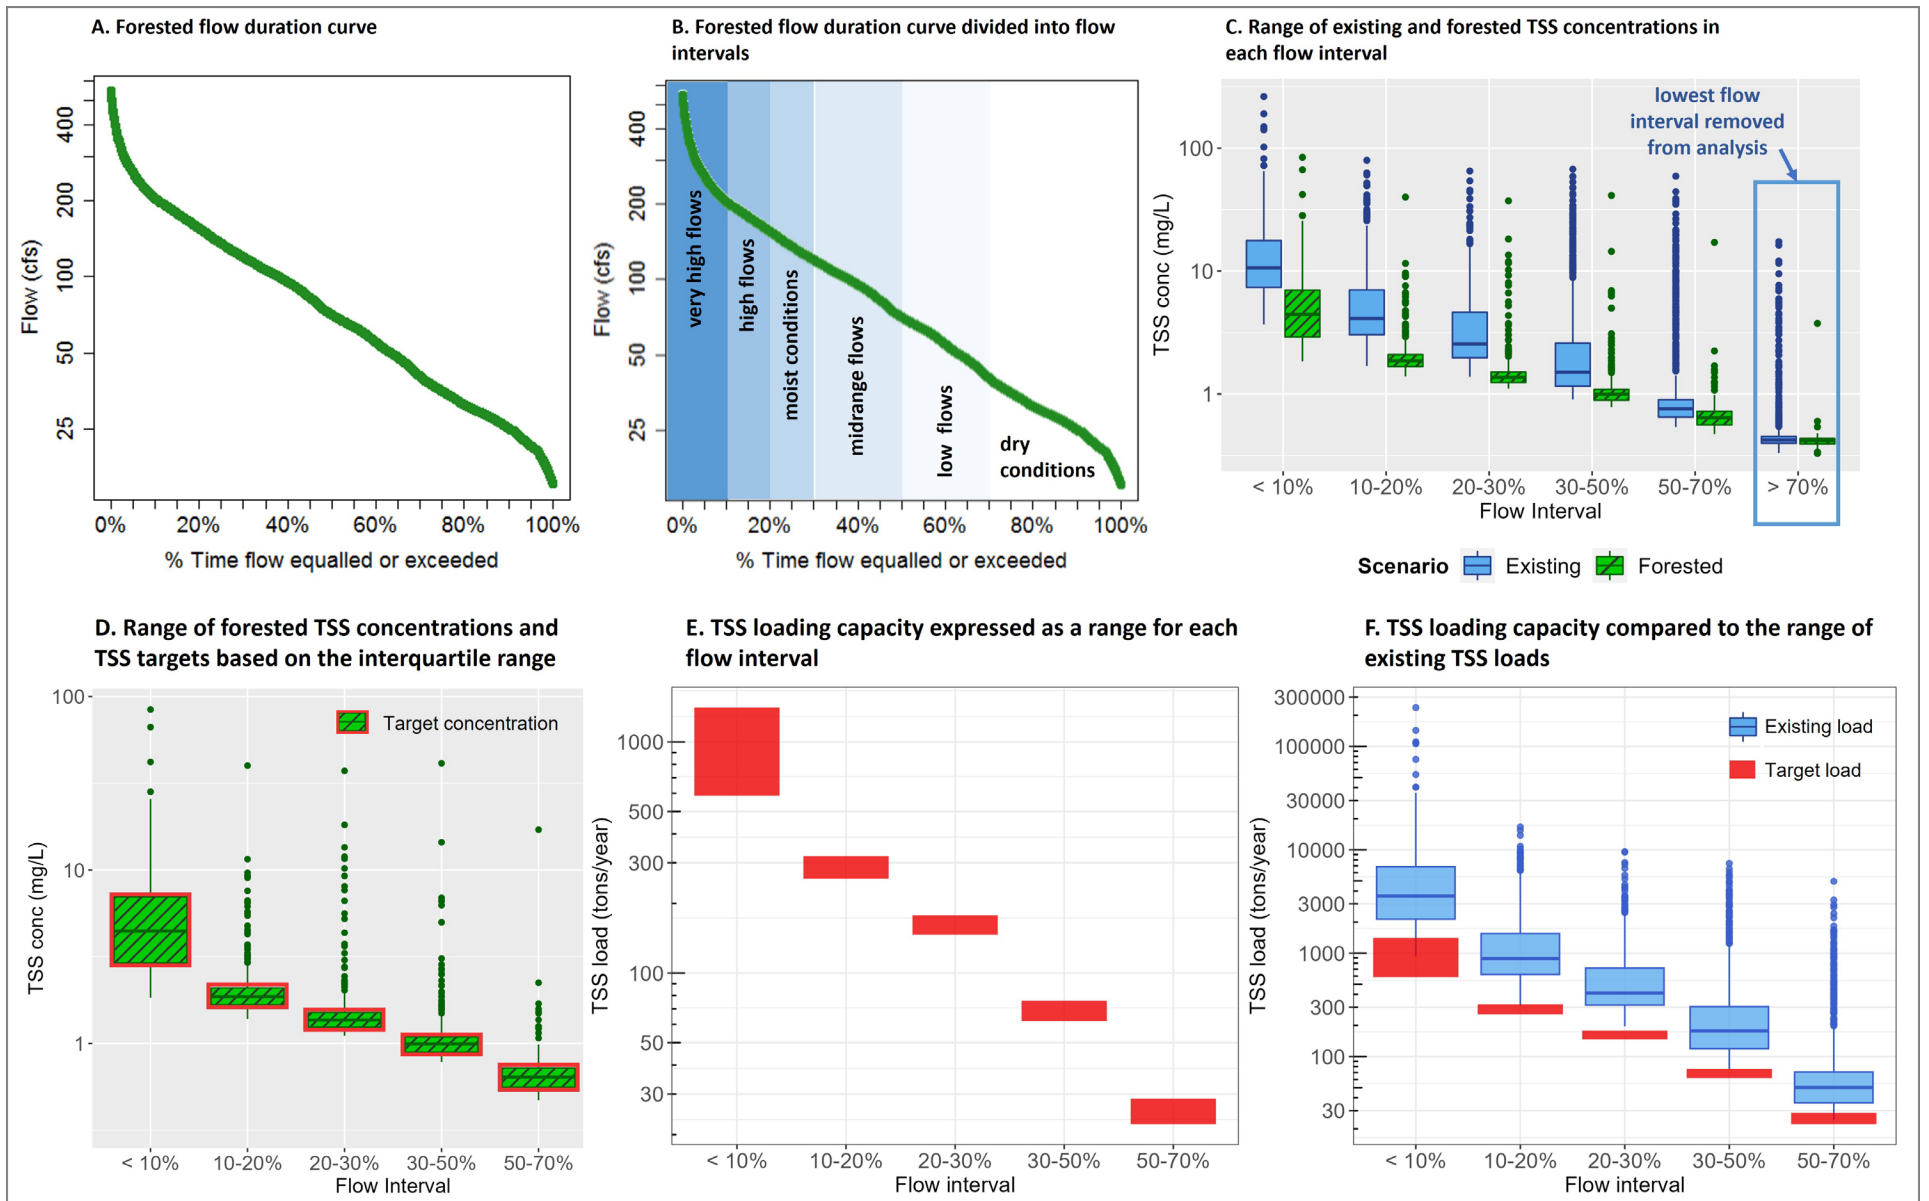 A. Forested flow duration curve
Flow (cfs)
400
200
100
50
25
0% 20% 40% 60% 80% 100%
% Time flow equalled or exceeded
B. Forested flow duration curve divided into flow
intervals
Flow (cfs)
400
200
100
50
25
very high flows
high flows
moist conditions
midrange flows
low flows
dry
conditions
0% 20% 40% 60% 80% 100%
% Time flow equalled or exceeded
C. Range of existing and forested TSS concentrations in
each flow interval
lowest flow
interval removed
from analysis
TSS conc (mg/L)
100
10
1
< 10% 10-20% 20-30% 30-50% 50-70% > 70%
Flow Interval
Scenario Existing Forested
D. Range of forested TSS concentrations and
TSS targets based on the interquartile range
Target concentration
TSS conc (mg/L)
100
10
1
< 10% 10-20% 20-30% 30-50% 50-70%
Flow Interval
E. TSS loading capacity expressed as a range for each
flow interval
TSS load (tons/year)
1000
500
300
100
50
30
< 10% 10-20% 20-30% 30-50% 50-70%
Flow interval
F. TSS loading capacity compared to the range of
existing TSS loads
Existing load
Target load
TSS load (tons/year)
300000
100000
30000
10000
3000
1000
300
100
30
< 10% 10-20% 20-30% 30-50% 50-70%
Flow interval